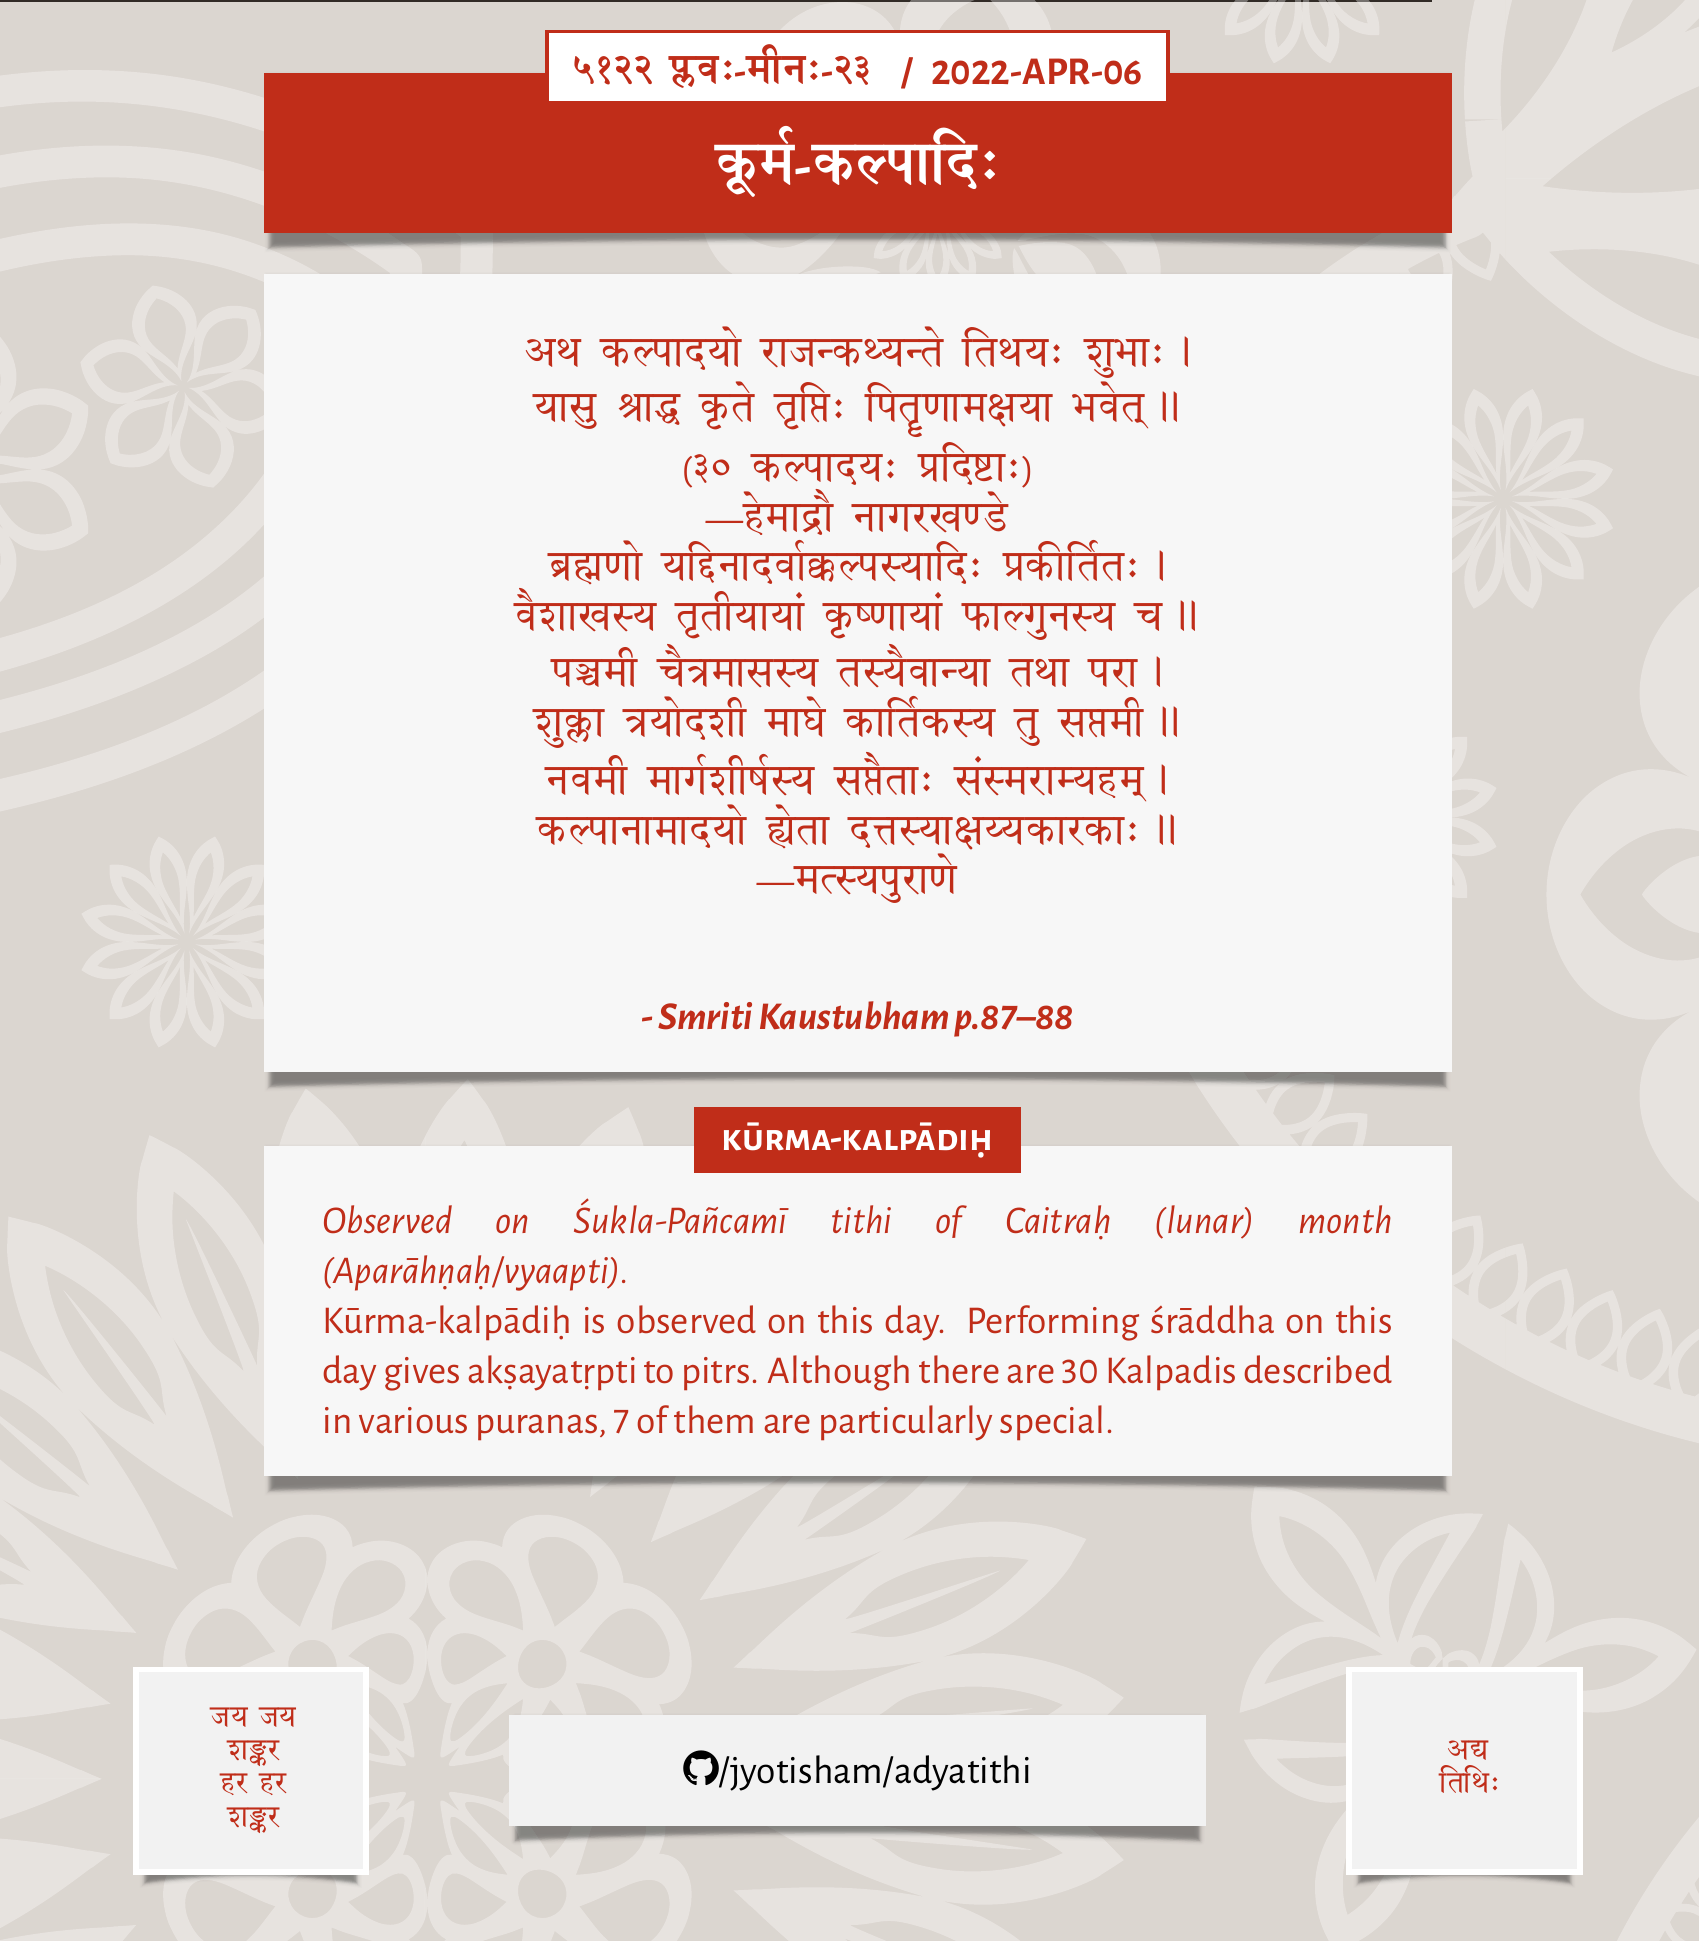 ५१२२ प्लवः-मीनः-२३ / 2022-APR-06
कूर्म-कल्पादिः
अथ कल्पादयो राजन्कथ्यन्ते तिथयः शुभाः ।
यासु श्राद्ध कृते तृप्तिः पितॄणामक्षया भवेत् ॥
(३० कल्पादयः प्रदिष्टाः)
—हेमाद्रौ नागरखण्डे
ब्रह्मणो यद्दिनादर्वाक्कल्पस्यादिः प्रकीर्तितः ।
वैशाखस्य तृतीयायां कृष्णायां फाल्गुनस्य च ॥
पञ्चमी चैत्रमासस्य तस्यैवान्या तथा परा ।
शुक्ला त्रयोदशी माघे कार्तिकस्य तु सप्तमी ॥
नवमी मार्गशीर्षस्य सप्तैताः संस्मराम्यहम् ।
कल्पानामादयो ह्येता दत्तस्याक्षय्यकारकाः ॥
—मत्स्यपुराणे
- Smriti Kaustubham p.87–88
KŪRMA-KALPĀDIḤ
Observed on Śukla-Pañcamī tithi of Caitraḥ (lunar) month
(Aparāhṇaḥ/vyaapti).
Kūrma-kalpādiḥ is observed on this day. Performing śrāddha on this
day gives akṣayatṛpti to pitrs. Although there are 30 Kalpadis described
in various puranas, 7 of them are particularly special.
जय जय
शङ्कर
हर हर
शङ्कर
/jyotisham/adyatithi
अद्य
तिथिः